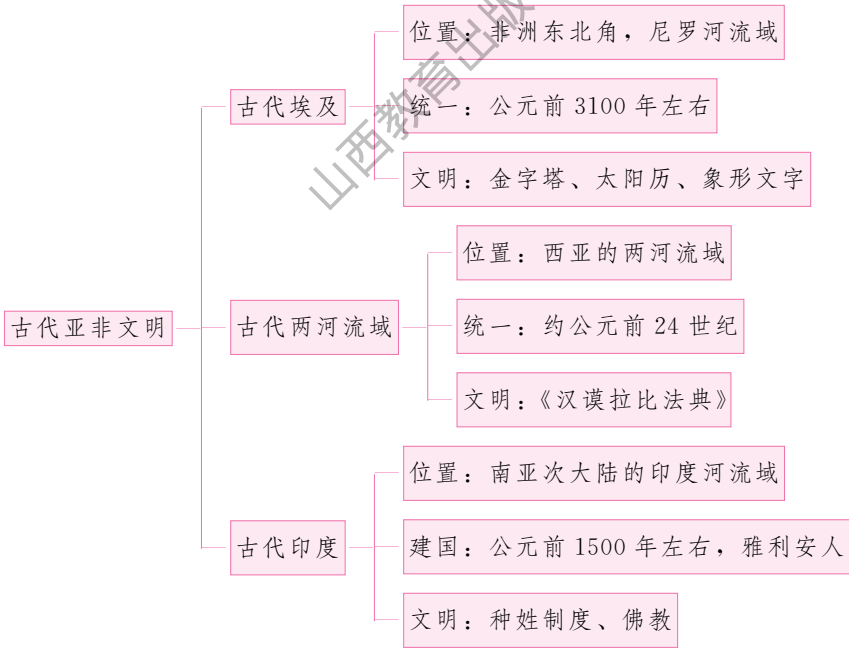 古代亚非文明
古代埃及
位置：非洲东北角，尼罗河流域
统一：公元前 3100 年左右
文明：金字塔、太阳历、象形文字
古代两河流域
位置：西亚的两河流域
统一：约公元前 24 世纪
文明：《汉谟拉比法典》
古代印度
位置：南亚次大陆的印度河流域
建国：公元前 1500 年左右，雅利安人
文明：种姓制度、佛教
山西教育出版